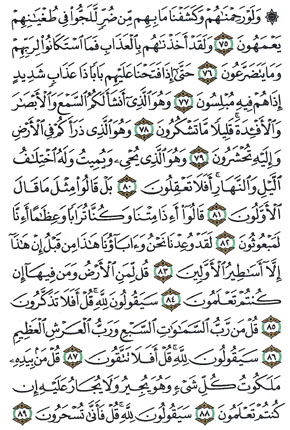 ۞ وَلَوْ رَحِمْنَٰهُمْ وَكَشَفْنَا مَا بِهِم مِّن ضُرٍّ لَّلَجُّوا۟ فِى طُغْيَٰنِهِمْ
يَعْمَهُونَ ٧٥ وَلَقَدْ أَخَذْنَٰهُم بِٱلْعَذَابِ فَمَا ٱسْتَكَانُوا۟ لِرَبِّهِمْ
وَمَا يَتَضَرَّعُونَ ٧٦ حَتَّىٰٓ إِذَا فَتَحْنَا عَلَيْهِم بَابًا ذَا عَذَابٍ شَدِيدٍ
إِذَا هُمْ فِيهِ مُبْلِسُونَ ٧٧ وَهُوَ ٱلَّذِىٓ أَنشَأَ لَكُمُ ٱلسَّمْعَ وَٱلْأَبْصَٰرَ
وَٱلْأَفْـِٔدَةَ ۚ قَلِيلًا مَّا تَشْكُرُونَ ٧٨ وَهُوَ ٱلَّذِى ذَرَأَكُمْ فِى ٱلْأَرْضِ
وَإِلَيْهِ تُحْشَرُونَ ٧٩ وَهُوَ ٱلَّذِى يُحْىِۦ وَيُمِيتُ وَلَهُ ٱخْتِلَٰفُ
ٱلَّيْلِ وَٱلنَّهَارِ ۚ أَفَلَا تَعْقِلُونَ ٨٠ بَلْ قَالُوا۟ مِثْلَ مَا قَالَ
ٱلْأَوَّلُونَ ٨١ قَالُوٓا۟ أَءِذَا مِتْنَا وَكُنَّا تُرَابًا وَعِظَٰمًا أَءِنَّا
لَمَبْعُوثُونَ ٨٢ لَقَدْ وُعِدْنَا نَحْنُ وَءَابَآؤُنَا هَٰذَا مِن قَبْلُ إِنْ هَٰذَآ
إِلَّآ أَسَٰطِيرُ ٱلْأَوَّلِينَ ٨٣ قُل لِّمَنِ ٱلْأَرْضُ وَمَن فِيهَآ إِن
كُنتُمْ تَعْلَمُونَ ٨٤ سَيَقُولُونَ لِلَّهِ ۚ قُلْ أَفَلَا تَذَكَّرُونَ
٨٥ قُلْ مَن رَّبُّ ٱلسَّمَٰوَٰتِ ٱلسَّبْعِ وَرَبُّ ٱلْعَرْشِ ٱلْعَظِيمِ
٨٦ سَيَقُولُونَ لِلَّهِ ۚ قُلْ أَفَلَا تَتَّقُونَ ٨٧ قُلْ مَنۢ بِيَدِهِۦ
مَلَكُوتُ كُلِّ شَىْءٍ وَهُوَ يُجِيرُ وَلَا يُجَارُ عَلَيْهِ إِن
كُنتُمْ تَعْلَمُونَ ٨٨ سَيَقُولُونَ لِلَّهِ ۚ قُلْ فَأَنَّىٰ تُسْحَرُونَ ٨٩